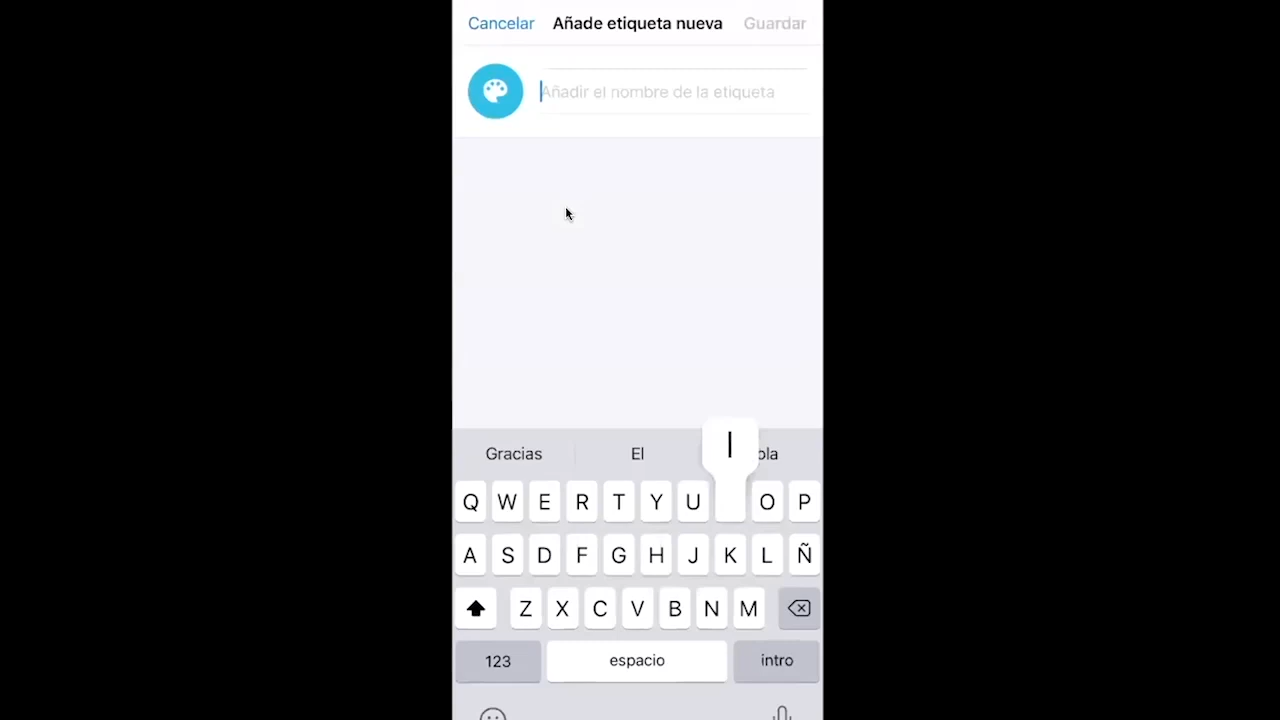 Cancelar Añade etiqueta nueva Guardar
Añadir el nombre de la etiqueta
Gracias El ola
Q W E R T Y U I O P
A S D F G H J K L Ñ
Z X C V B N M
123 espacio intro